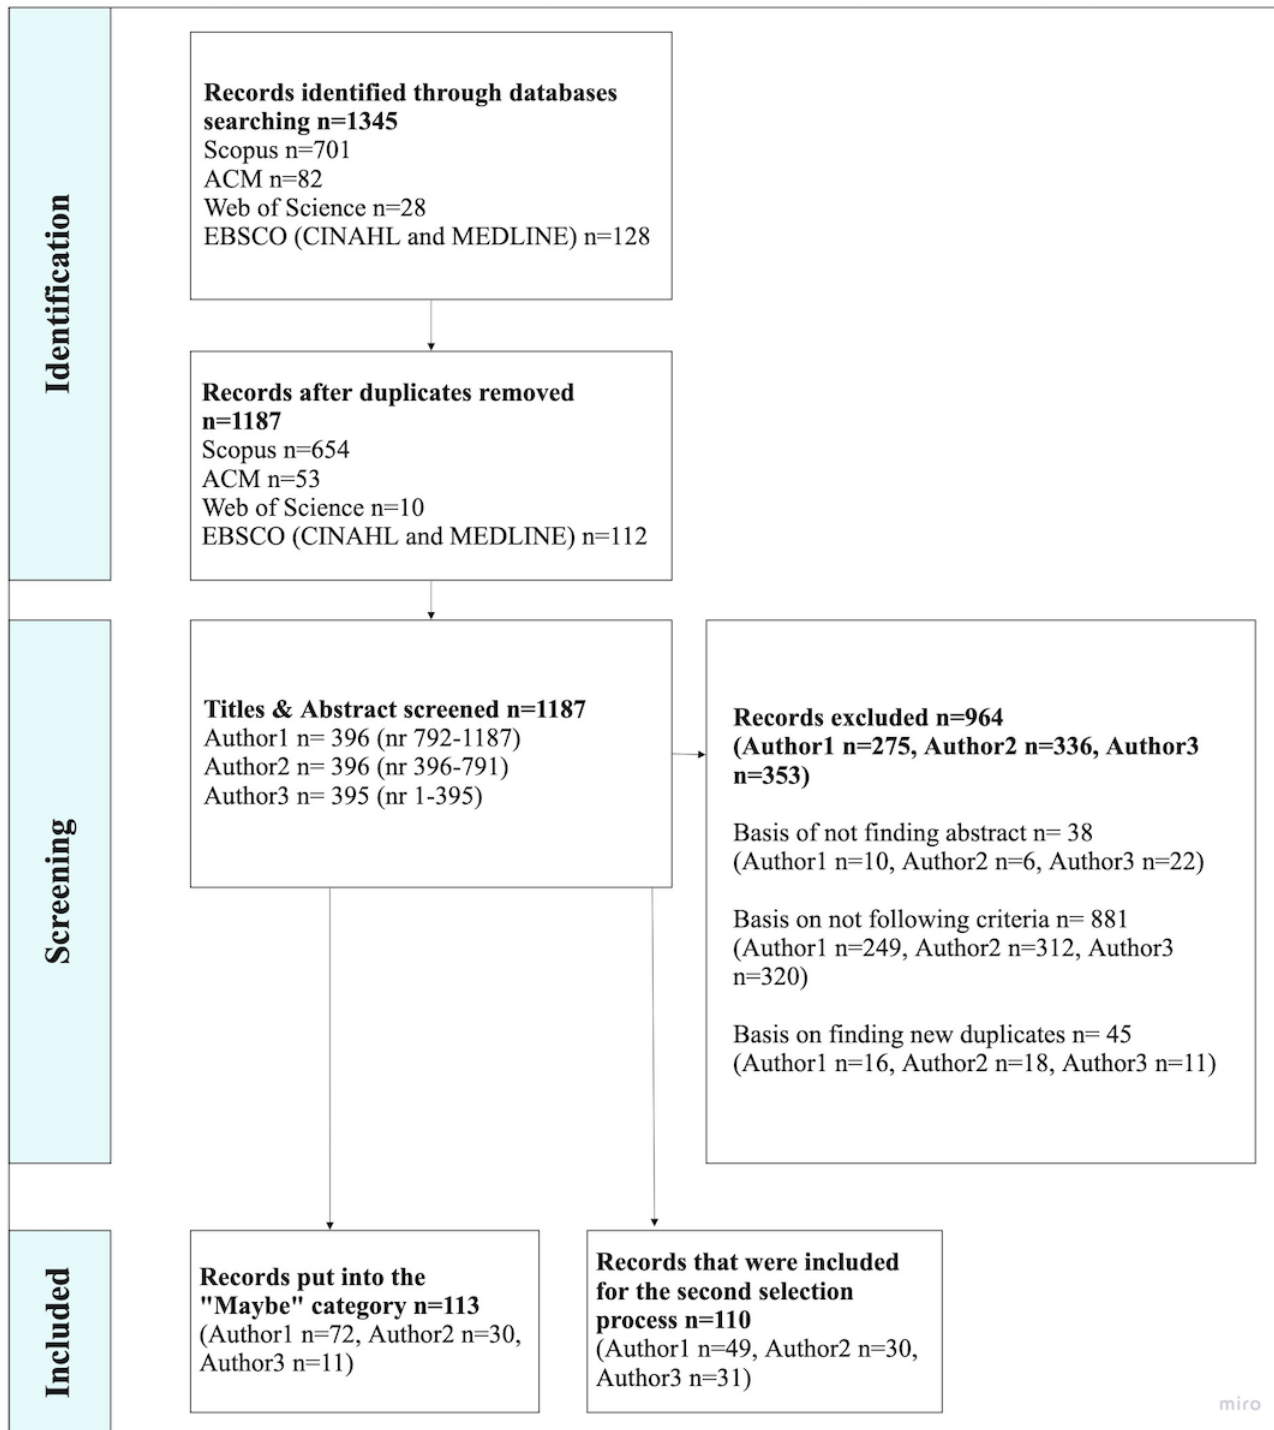 Identification
Records identified through databases
searching n=1345
Scopus n=701
ACM n=82
Web of Science n=28
EBSCO (CINAHL and MEDLINE) n=128
Records after duplicates removed
n=1187
Scopus n=654
ACM n=53
Web of Science n=10
EBSCO (CINAHL and MEDLINE) n=112
Screening
Titles & Abstract screened n=1187
Author1 n= 396 (nr 792-1187)
Author2 n= 396 (nr 396-791)
Author3 n= 395 (nr 1-395)
Records excluded n=964
(Author1 n=275, Author2 n=336, Author3
n=353)
Basis of not finding abstract n= 38
(Author1 n=10, Author2 n=6, Author3 n=22)
Basis on not following criteria n= 881
(Author1 n=249, Author2 n=312, Author3
n=320)
Basis on finding new duplicates n= 45
(Author1 n=16, Author2 n=18, Author3 n=11)
Included
Records put into the
"Maybe" category n=113
(Author1 n=72, Author2 n=30,
Author3 n=11)
Records that were included
for the second selection
process n=110
(Author1 n=49, Author2 n=30,
Author3 n=31)
miro